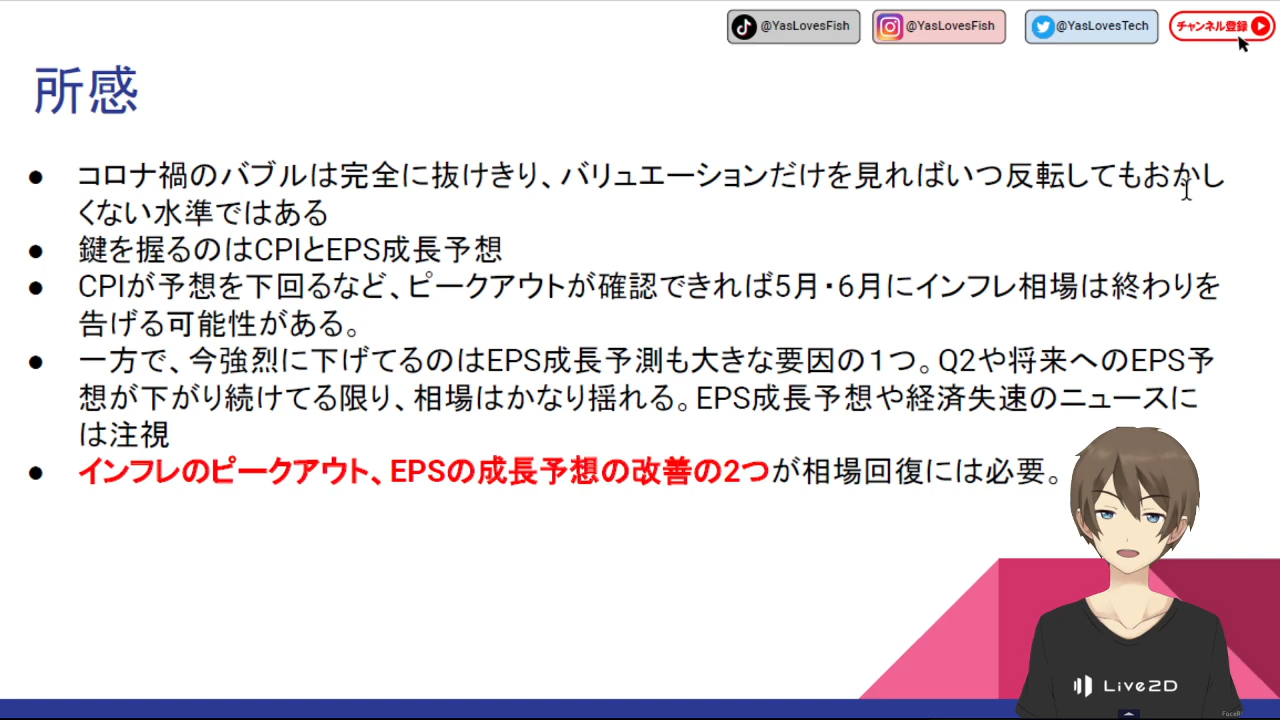 @YasLovesFish
@YasLovesFish
@YasLovesTech
チャンネル登録
所感
● コロナ禍のバブルは完全に抜けきり、バリュエーションだけを見ればいつ反転してもおかし
くない水準ではある
● 鍵を握るのはCPIとEPS成長予想
● CPIが予想を下回るなど、ピークアウトが確認できれば5月・6月にインフレ相場は終わりを
告げる可能性がある。
● 一方で、今強烈に下げてるのはEPS成長予測も大きな要因の１つ。Q2や将来へのEPS予
想が下がり続けてる限り、相場はかなり揺れる。EPS成長予想や経済失速のニュースに
は注視
● インフレのピークアウト、EPSの成長予想の改善の2つが相場回復には必要。
Live2D